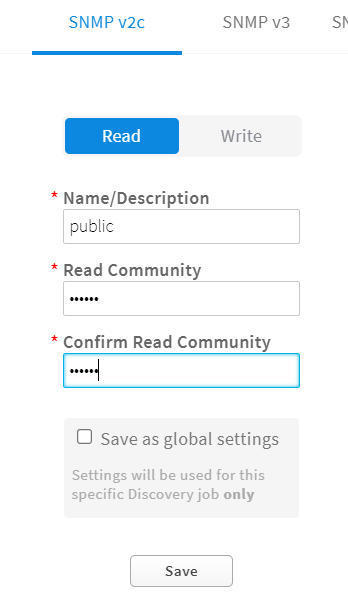 SNMP v2c SNMP v3 SN
Read Write
* Name/Description
public
* Read Community
••••••
* Confirm Read Community
••••••
Save as global settings
Settings will be used for this
specific Discovery job only
Save